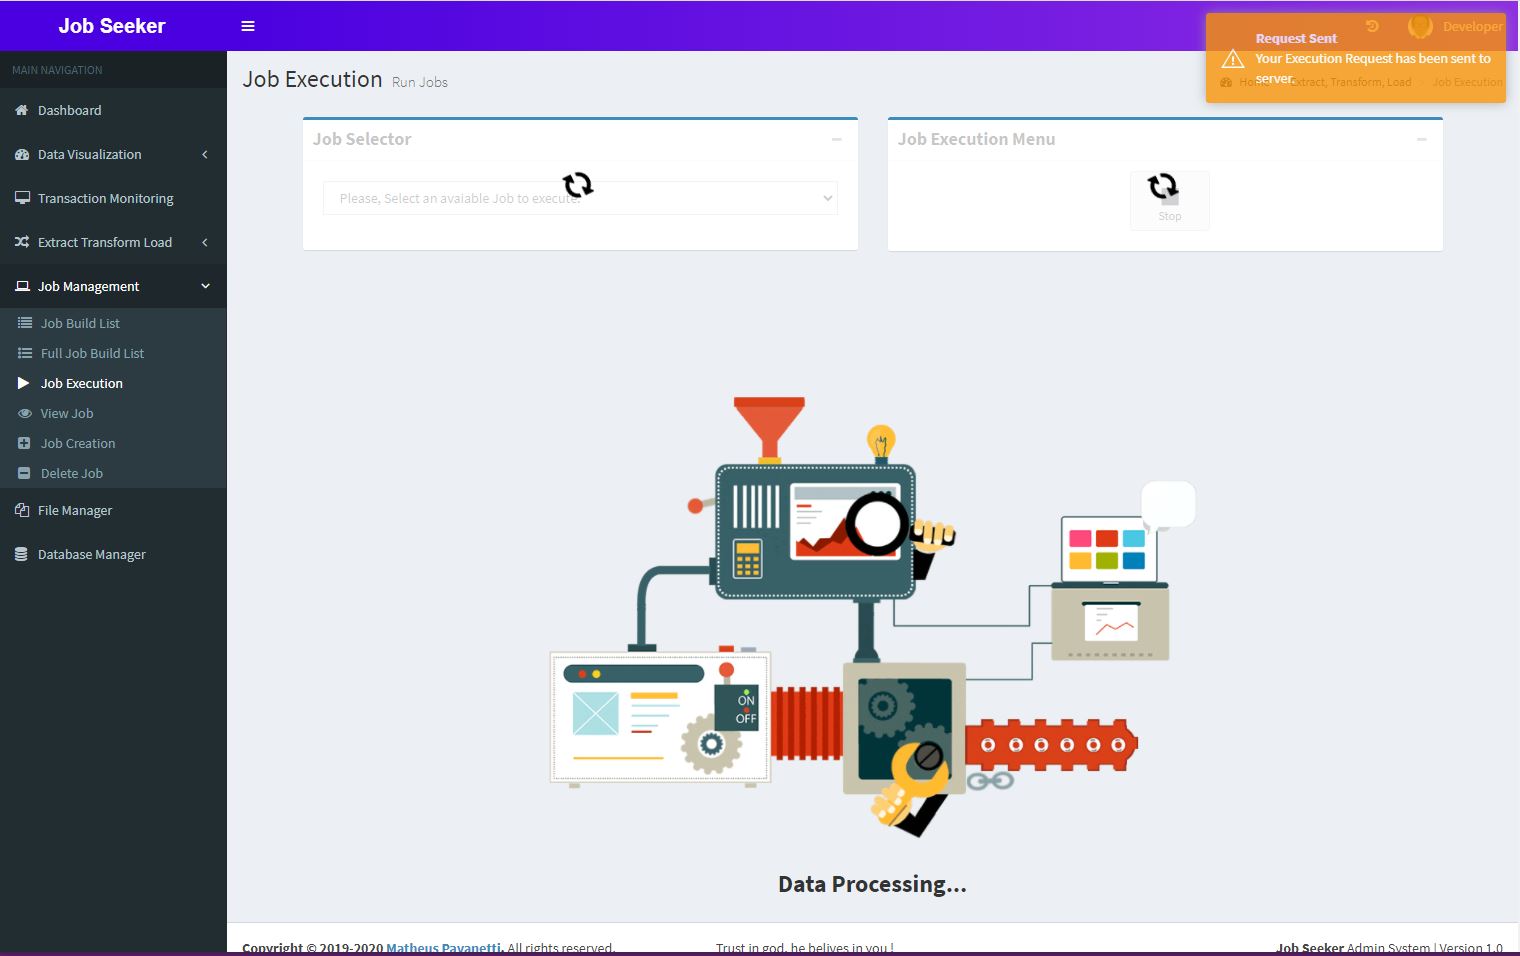 Job Seeker
Developer
Request Sent
Your Execution Request has been sent to
server.
MAIN NAVIGATION
Dashboard
Data Visualization
Transaction Monitoring
Extract Transform Load
Job Management
Job Build List
Full Job Build List
Job Execution
View Job
Job Creation
Delete Job
File Manager
Database Manager
Job Execution Run Jobs
Extract, Transform, Load Job Execution
Job Selector
Please, Select an avaiable Job to execute.
Job Execution Menu
Stop
ON
OFF
Data Processing...
Copyright © 2019-2020 Matheus Pavanetti. All rights reserved.
Trust in god, he belives in you !
Job Seeker Admin System | Version 1.0